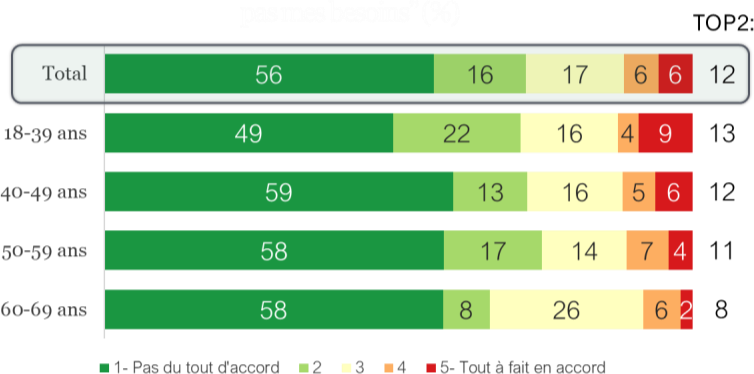 TOP2:
Total 56 16 17 6 6 12
18-39 ans 49 22 16 4 9 13
40-49 ans 59 13 16 5 6 12
50-59 ans 58 17 14 7 4 11
60-69 ans 58 8 26 6 2 8
1- Pas du tout d'accord 2 3 4 5- Tout à fait en accord